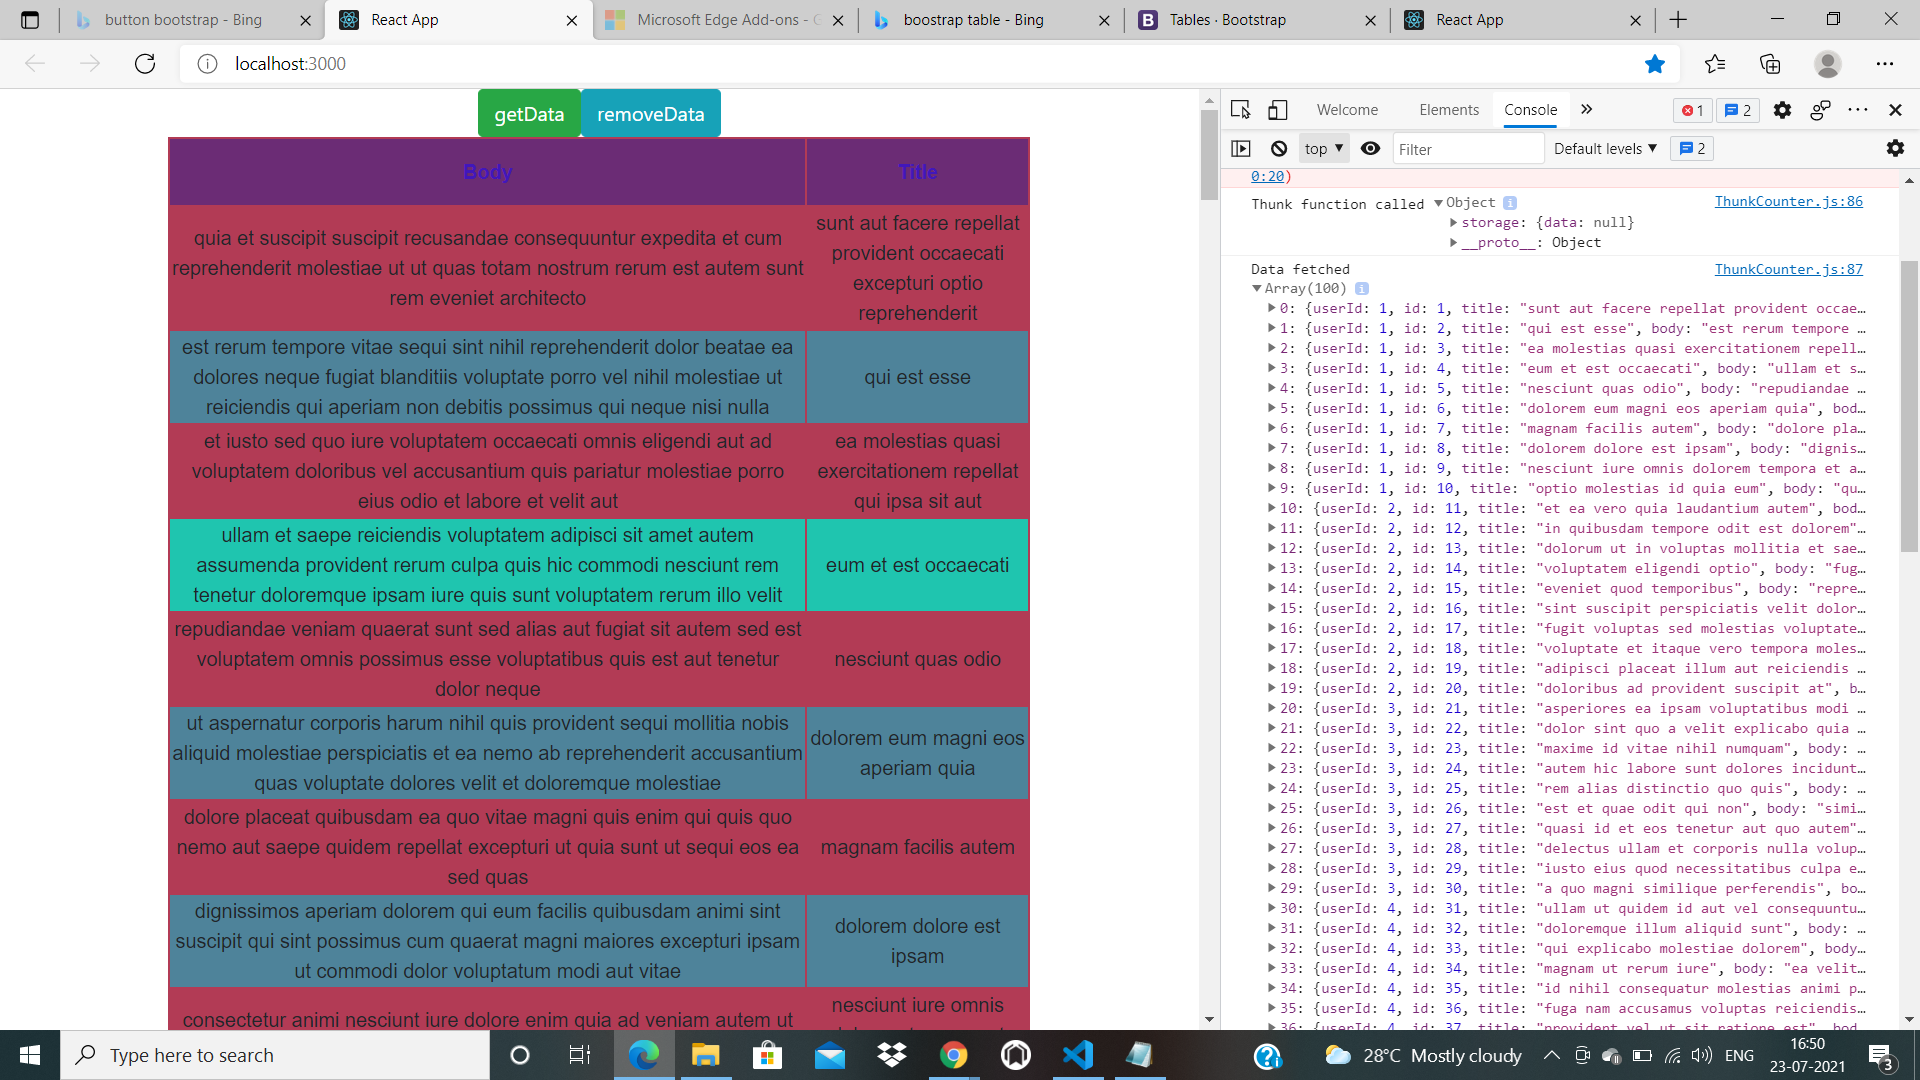 button bootstrap - Bing
React App
Microsoft Edge Add-ons - G
boostrap table - Bing
Tables · Bootstrap
React App
localhost:3000
getData
removeData
Body
Title
quia et suscipit suscipit recusandae consequuntur expedita et cum
reprehenderit molestiae ut ut quas totam nostrum rerum est autem sunt
rem eveniet architecto
sunt aut facere repellat
provident occaecati
excepturi optio
reprehenderit
est rerum tempore vitae sequi sint nihil reprehenderit dolor beatae ea
dolores neque fugiat blanditiis voluptate porro vel nihil molestiae ut
reiciendis qui aperiam non debitis possimus qui neque nisi nulla
qui est esse
et iusto sed quo iure voluptatem occaecati omnis eligendi aut ad
voluptatem doloribus vel accusantium quis pariatur molestiae porro
eius odio et labore et velit aut
ea molestias quasi
exercitationem repellat
qui ipsa sit aut
ullam et saepe reiciendis voluptatem adipisci sit amet autem
assumenda provident rerum culpa quis hic commodi nesciunt rem
tenetur doloremque ipsam iure quis sunt voluptatem rerum illo velit
eum et est occaecati
repudiandae veniam quaerat sunt sed alias aut fugiat sit autem sed est
voluptatem omnis possimus esse voluptatibus quis est aut tenetur
dolor neque
nesciunt quas odio
ut aspernatur corporis harum nihil quis provident sequi mollitia nobis
aliquid molestiae perspiciatis et ea nemo ab reprehenderit accusantium
quas voluptate dolores velit et doloremque molestiae
dolorem eum magni eos
aperiam quia
dolore placeat quibusdam ea quo vitae magni quis enim qui quis quo
nemo aut saepe quidem repellat excepturi ut quia sunt ut sequi eos ea
sed quas
magnam facilis autem
dignissimos aperiam dolorem qui eum facilis quibusdam animi sint
suscipit qui sint possimus cum quaerat magni maiores excepturi ipsam
ut commodi dolor voluptatum modi aut vitae
dolorem dolore est
ipsam
consectetur animi nesciunt iure dolore enim quia ad veniam autem ut
nesciunt iure omnis
Welcome
Elements
Console
1
2
top
Filter
Default levels
2
0:20)
Thunk function called Object ThunkCounter.js:86
storage: {data: null}
__proto__: Object
Data fetched ThunkCounter.js:87
Array(100)
0: {userId: 1, id: 1, title: "sunt aut facere repellat provident occae…
1: {userId: 1, id: 2, title: "qui est esse", body: "est rerum tempore …
2: {userId: 1, id: 3, title: "ea molestias quasi exercitationem repell…
3: {userId: 1, id: 4, title: "eum et est occaecati", body: "ullam et s…
4: {userId: 1, id: 5, title: "nesciunt quas odio", body: "repudiandae …
5: {userId: 1, id: 6, title: "dolorem eum magni eos aperiam quia", bod…
6: {userId: 1, id: 7, title: "magnam facilis autem", body: "dolore pla…
7: {userId: 1, id: 8, title: "dolorem dolore est ipsam", body: "dignis…
8: {userId: 1, id: 9, title: "nesciunt iure omnis dolorem tempora et a…
9: {userId: 1, id: 10, title: "optio molestias id quia eum", body: "qu…
10: {userId: 2, id: 11, title: "et ea vero quia laudantium autem", bod…
11: {userId: 2, id: 12, title: "in quibusdam tempore odit est dolorem"…
12: {userId: 2, id: 13, title: "dolorum ut in voluptas mollitia et sae…
13: {userId: 2, id: 14, title: "voluptatem eligendi optio", body: "fug…
14: {userId: 2, id: 15, title: "eveniet quod temporibus", body: "repre…
15: {userId: 2, id: 16, title: "sint suscipit perspiciatis velit dolor…
16: {userId: 2, id: 17, title: "fugit voluptas sed molestias voluptate…
17: {userId: 2, id: 18, title: "voluptate et itaque vero tempora moles…
18: {userId: 2, id: 19, title: "adipisci placeat illum aut reiciendis …
19: {userId: 2, id: 20, title: "doloribus ad provident suscipit at", b…
20: {userId: 3, id: 21, title: "asperiores ea ipsam voluptatibus modi …
21: {userId: 3, id: 22, title: "dolor sint quo a velit explicabo quia …
22: {userId: 3, id: 23, title: "maxime id vitae nihil numquam", body: …
23: {userId: 3, id: 24, title: "autem hic labore sunt dolores incidunt…
24: {userId: 3, id: 25, title: "rem alias distinctio quo quis", body: …
25: {userId: 3, id: 26, title: "est et quae odit qui non", body: "simi…
26: {userId: 3, id: 27, title: "quasi id et eos tenetur aut quo autem"…
27: {userId: 3, id: 28, title: "delectus ullam et corporis nulla volup…
28: {userId: 3, id: 29, title: "iusto eius quod necessitatibus culpa e…
29: {userId: 3, id: 30, title: "a quo magni similique perferendis", bo…
30: {userId: 4, id: 31, title: "ullam ut quidem id aut vel consequuntu…
31: {userId: 4, id: 32, title: "doloremque illum aliquid sunt", body: …
32: {userId: 4, id: 33, title: "qui explicabo molestiae dolorem", body…
33: {userId: 4, id: 34, title: "magnam ut rerum iure", body: "ea velit…
34: {userId: 4, id: 35, title: "id nihil consequatur molestias animi p…
35: {userId: 4, id: 36, title: "fuga nam accusamus voluptas reiciendis…
36: {userId: 4, id: 37, title: "provident vel ut sit ratione est", bod…
Type here to search
28°C Mostly cloudy
ENG
16:50
23-07-2021
3